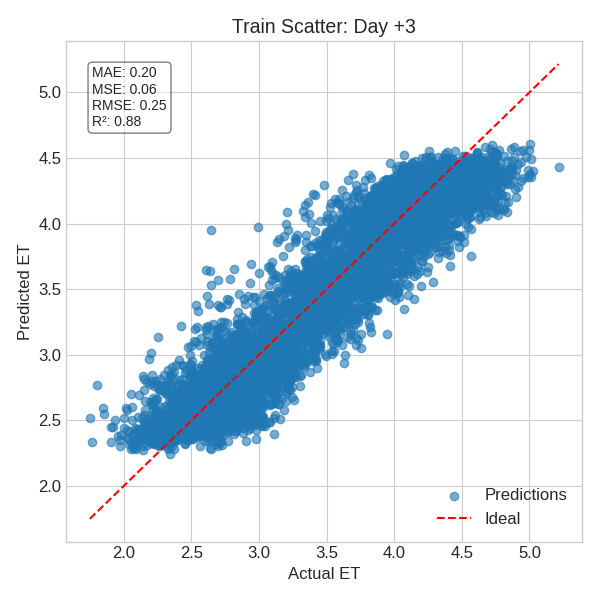 Train Scatter: Day +3
MAE: 0.20
MSE: 0.06
RMSE: 0.25
R²: 0.88
Predicted ET
5.0
4.5
4.0
3.5
3.0
2.5
2.0
Predictions
Ideal
2.0 2.5 3.0 3.5 4.0 4.5 5.0
Actual ET